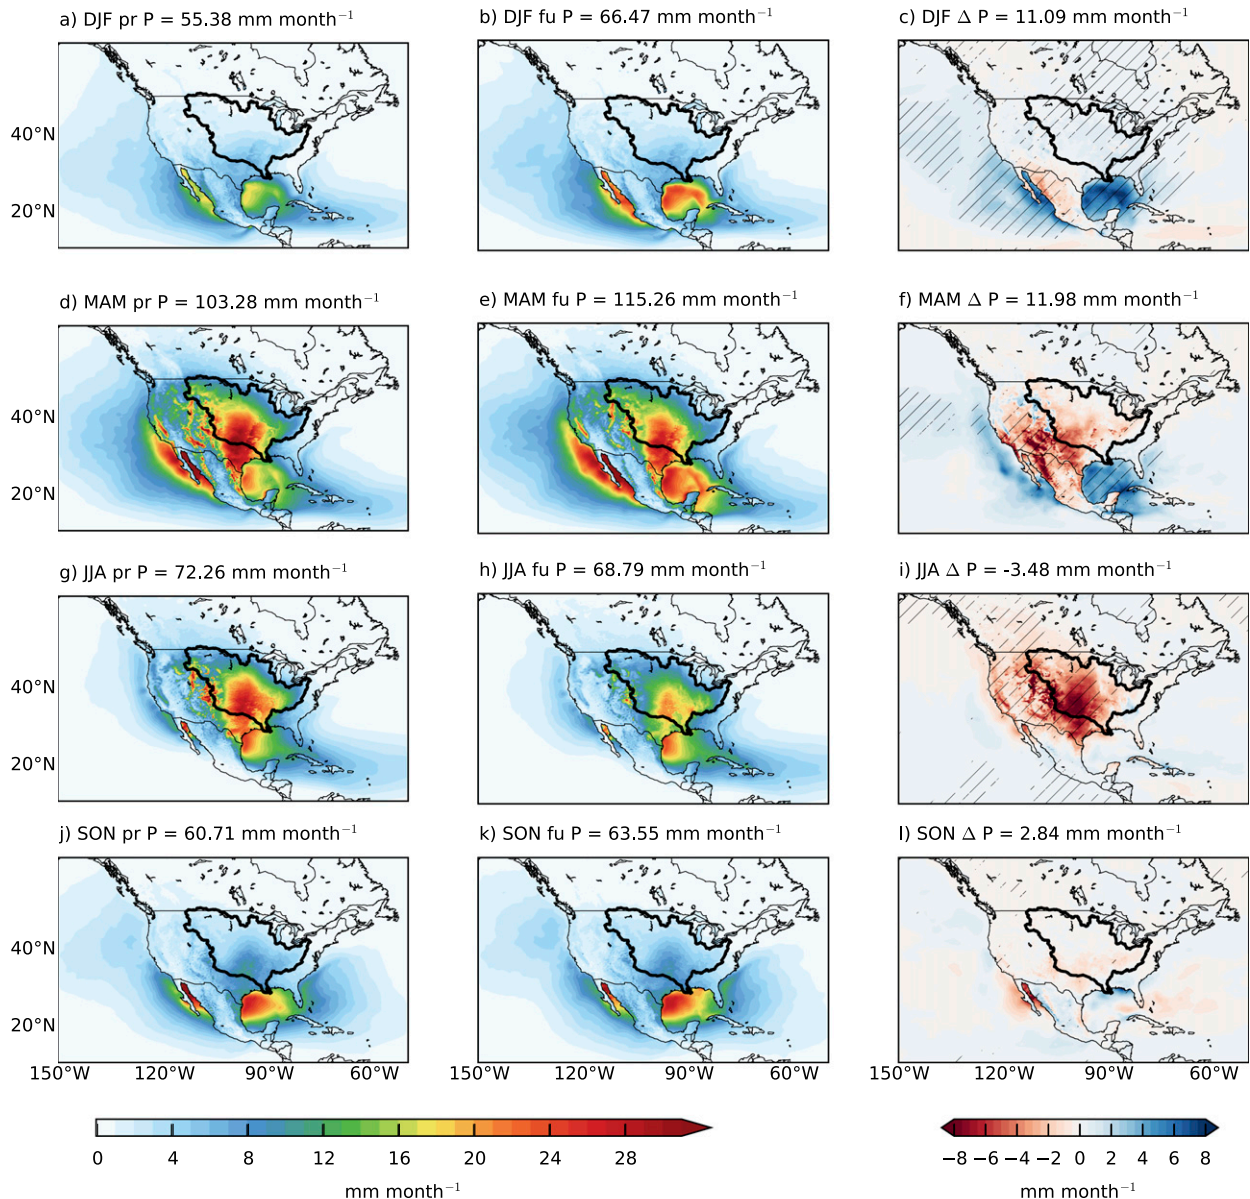 a) DJF pr P = 55.38 mm month⁻¹
b) DJF fu P = 66.47 mm month⁻¹
c) DJF Δ P = 11.09 mm month⁻¹
40°N
20°N
d) MAM pr P = 103.28 mm month⁻¹
e) MAM fu P = 115.26 mm month⁻¹
f) MAM Δ P = 11.98 mm month⁻¹
40°N
20°N
g) JJA pr P = 72.26 mm month⁻¹
h) JJA fu P = 68.79 mm month⁻¹
i) JJA Δ P = -3.48 mm month⁻¹
40°N
20°N
j) SON pr P = 60.71 mm month⁻¹
k) SON fu P = 63.55 mm month⁻¹
l) SON Δ P = 2.84 mm month⁻¹
40°N
20°N
150°W 120°W 90°W 60°W
150°W 120°W 90°W 60°W
150°W 120°W 90°W 60°W
0 4 8 12 16 20 24 28
mm month⁻¹
−8 −6 −4 −2 0 2 4 6 8
mm month⁻¹